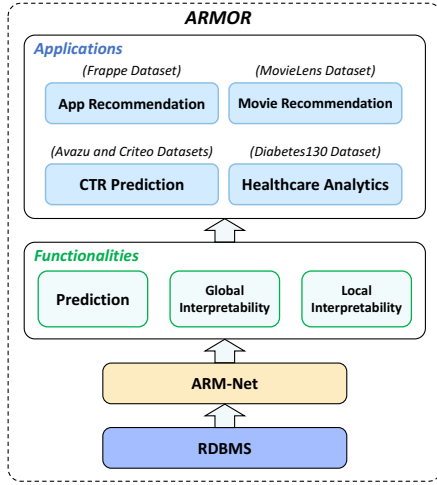 ARMOR
Applications
(Frappe Dataset)
(MovieLens Dataset)
App Recommendation
Movie Recommendation
(Avazu and Criteo Datasets)
(Diabetes130 Dataset)
CTR Prediction
Healthcare Analytics
Functionalities
Prediction
Global
Interpretability
Local
Interpretability
ARM-Net
RDBMS